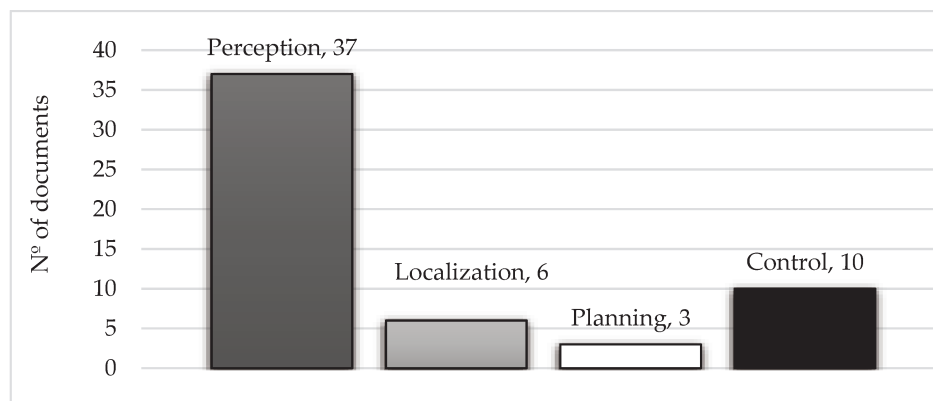 Nº of documents
40
35
30
25
20
15
10
5
0
Perception, 37
Localization, 6
Planning, 3
Control, 10